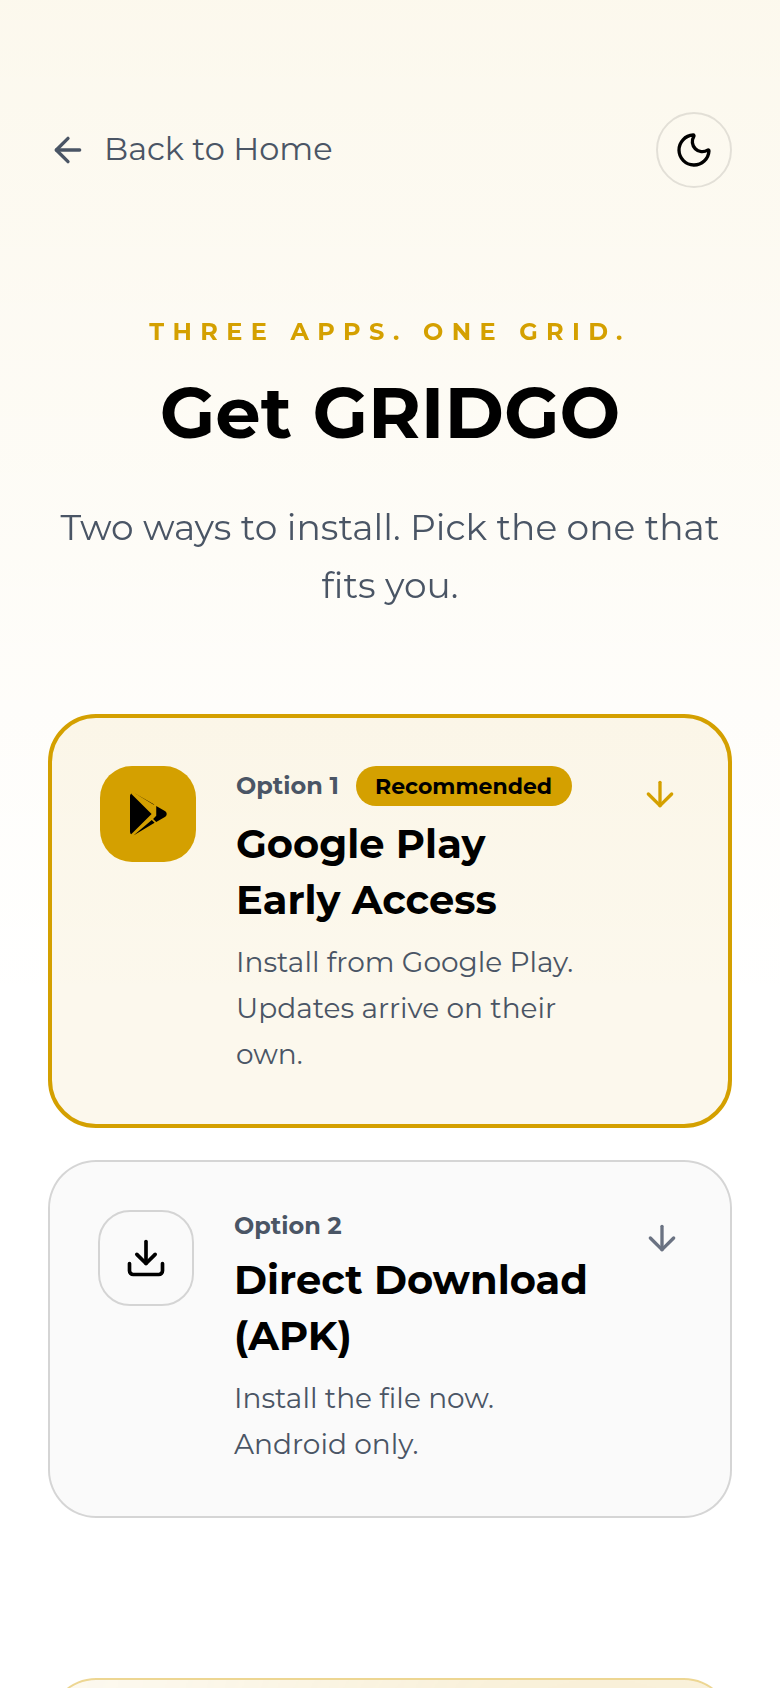 Back to Home
THREE APPS. ONE GRID.
Get GRIDGO
Two ways to install. Pick the one that
fits you.
Option 1 Recommended
Google Play
Early Access
Install from Google Play.
Updates arrive on their
own.
Option 2
Direct Download
(APK)
Install the file now.
Android only.